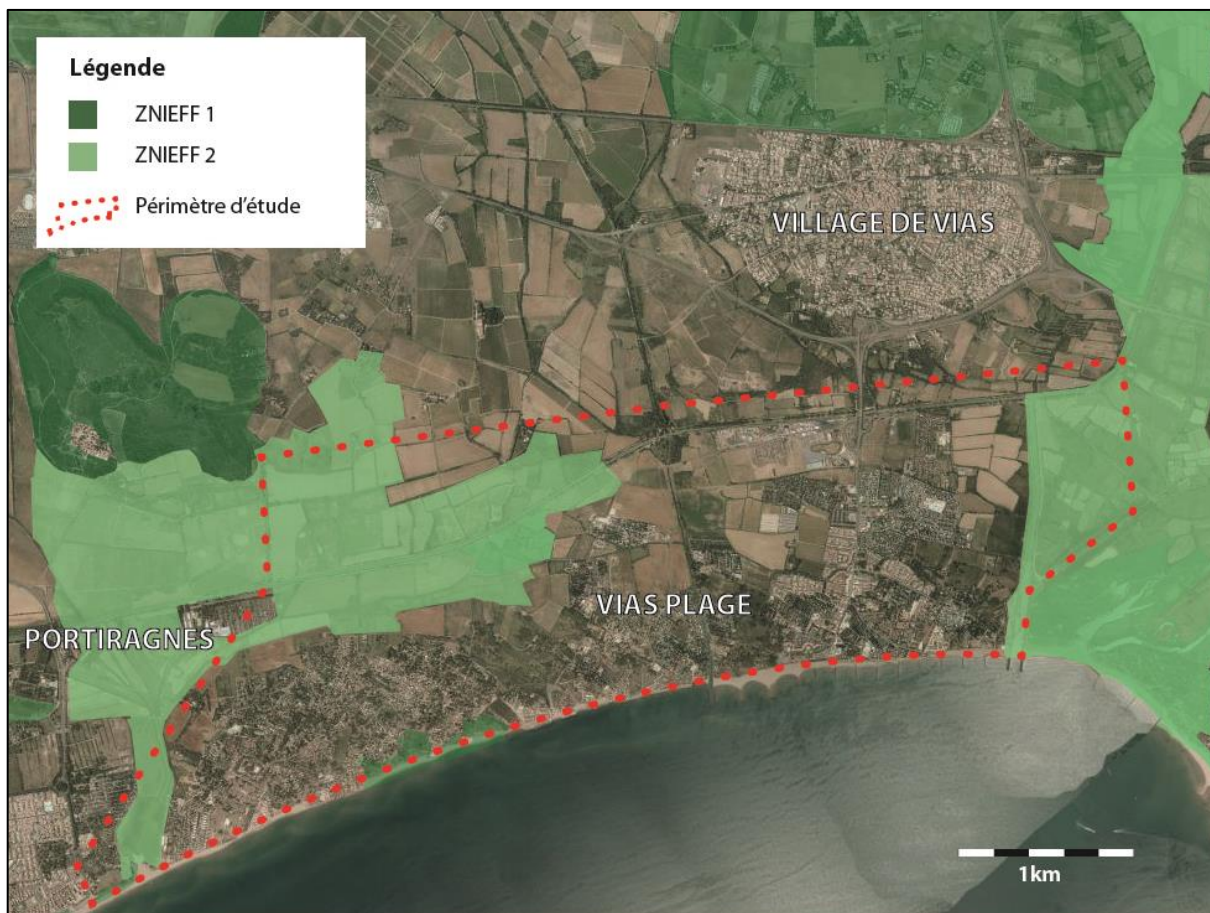 Légende
ZNIEFF 1
ZNIEFF 2
Périmètre d'étude
VILLAGE DE VIAS
VIAS PLAGE
PORTIRAGNES
1km